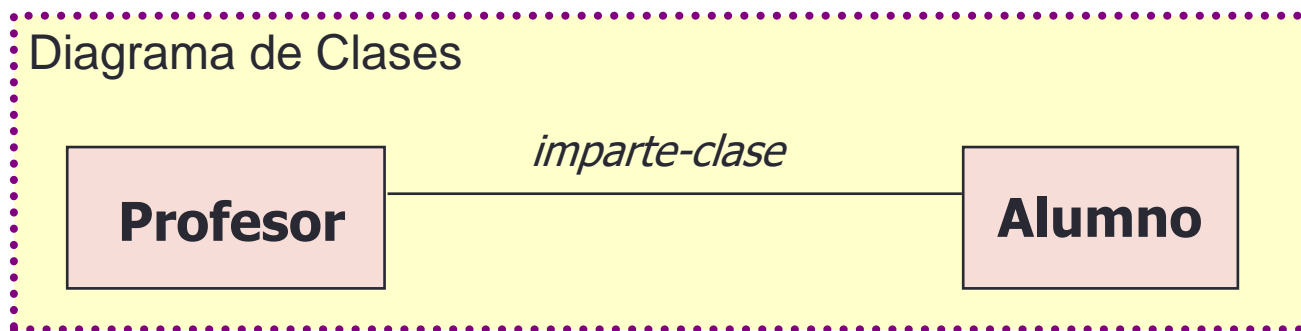 Diagrama de Clases
imparte-clase
Profesor
Alumno